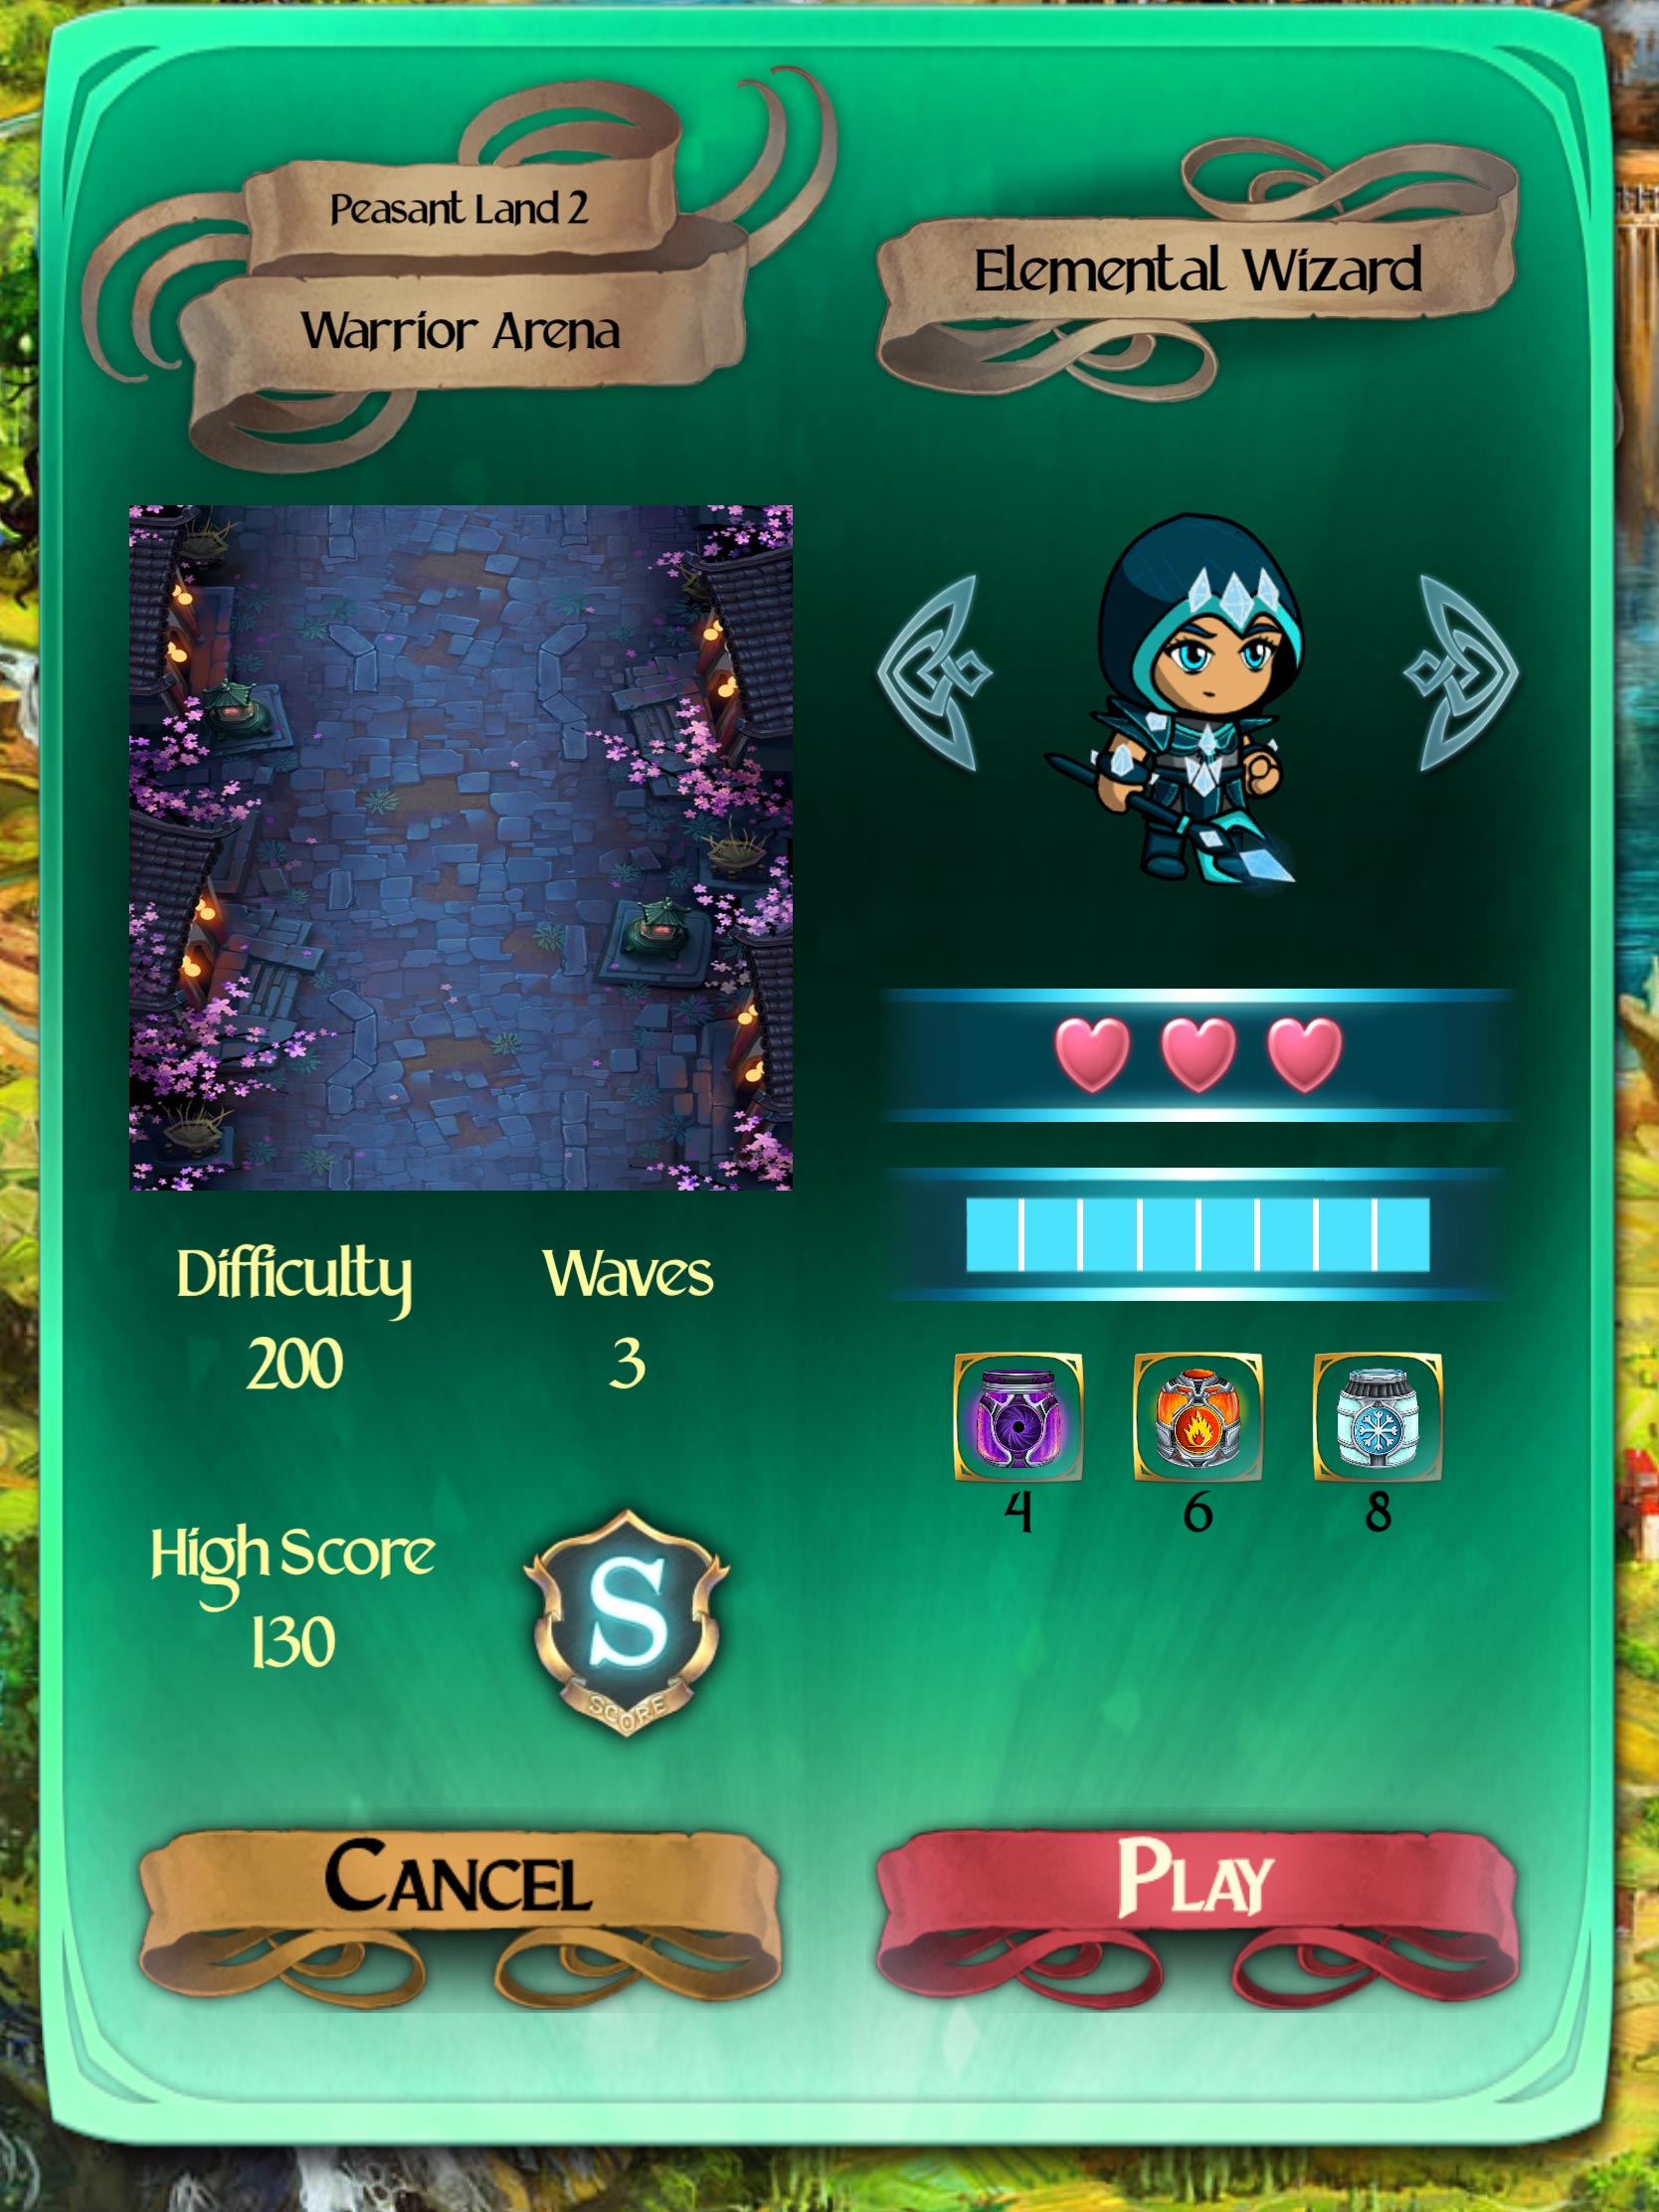 Peasant Land 2
Warrior Arena
Elemental Wizard
Difficulty
200
Waves
3
4
6
8
High Score
130
S
SCORE
CANCEL
PLAY